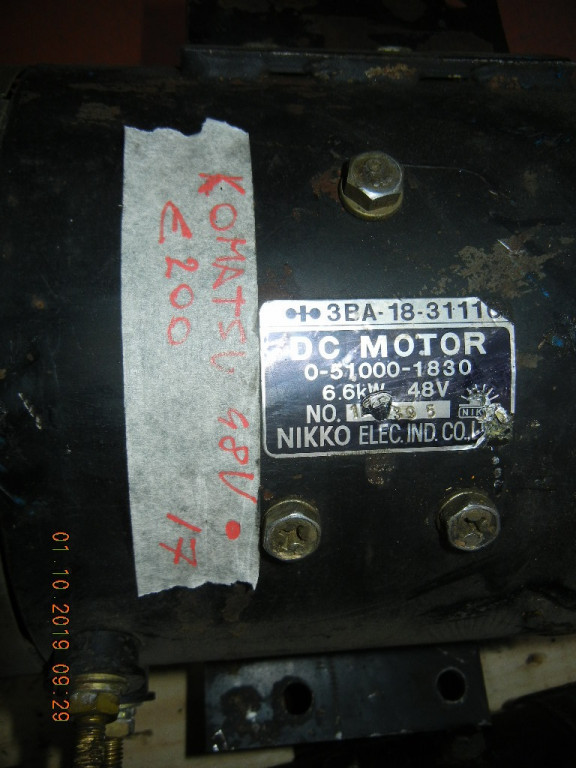 KOMATSU 48V •
€200 17
3BA-18-3111
DC MOTOR
0-51000-1830
6.6kW 48V
NO.
NIKKO ELEC. IND. CO.,
01.10.2019 09:29